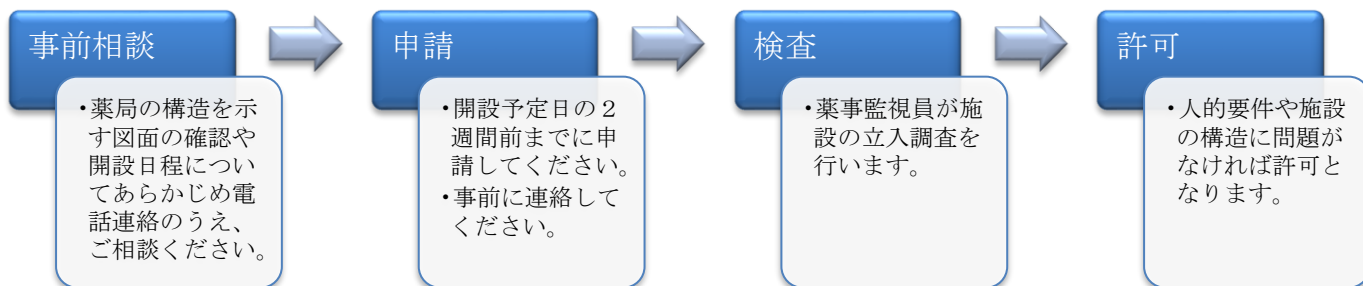 事前相談
・薬局の構造を示
す図面の確認や
開設日程につい
てあらかじめ電
話連絡のうえ、
ご相談ください。
申請
・開設予定日の２
週間前までに申
請してください。
・事前に連絡して
ください。
検査
・薬事監視員が施
設の立入調査を
行います。
許可
・人的要件や施設
の構造に問題が
なければ許可と
なります。